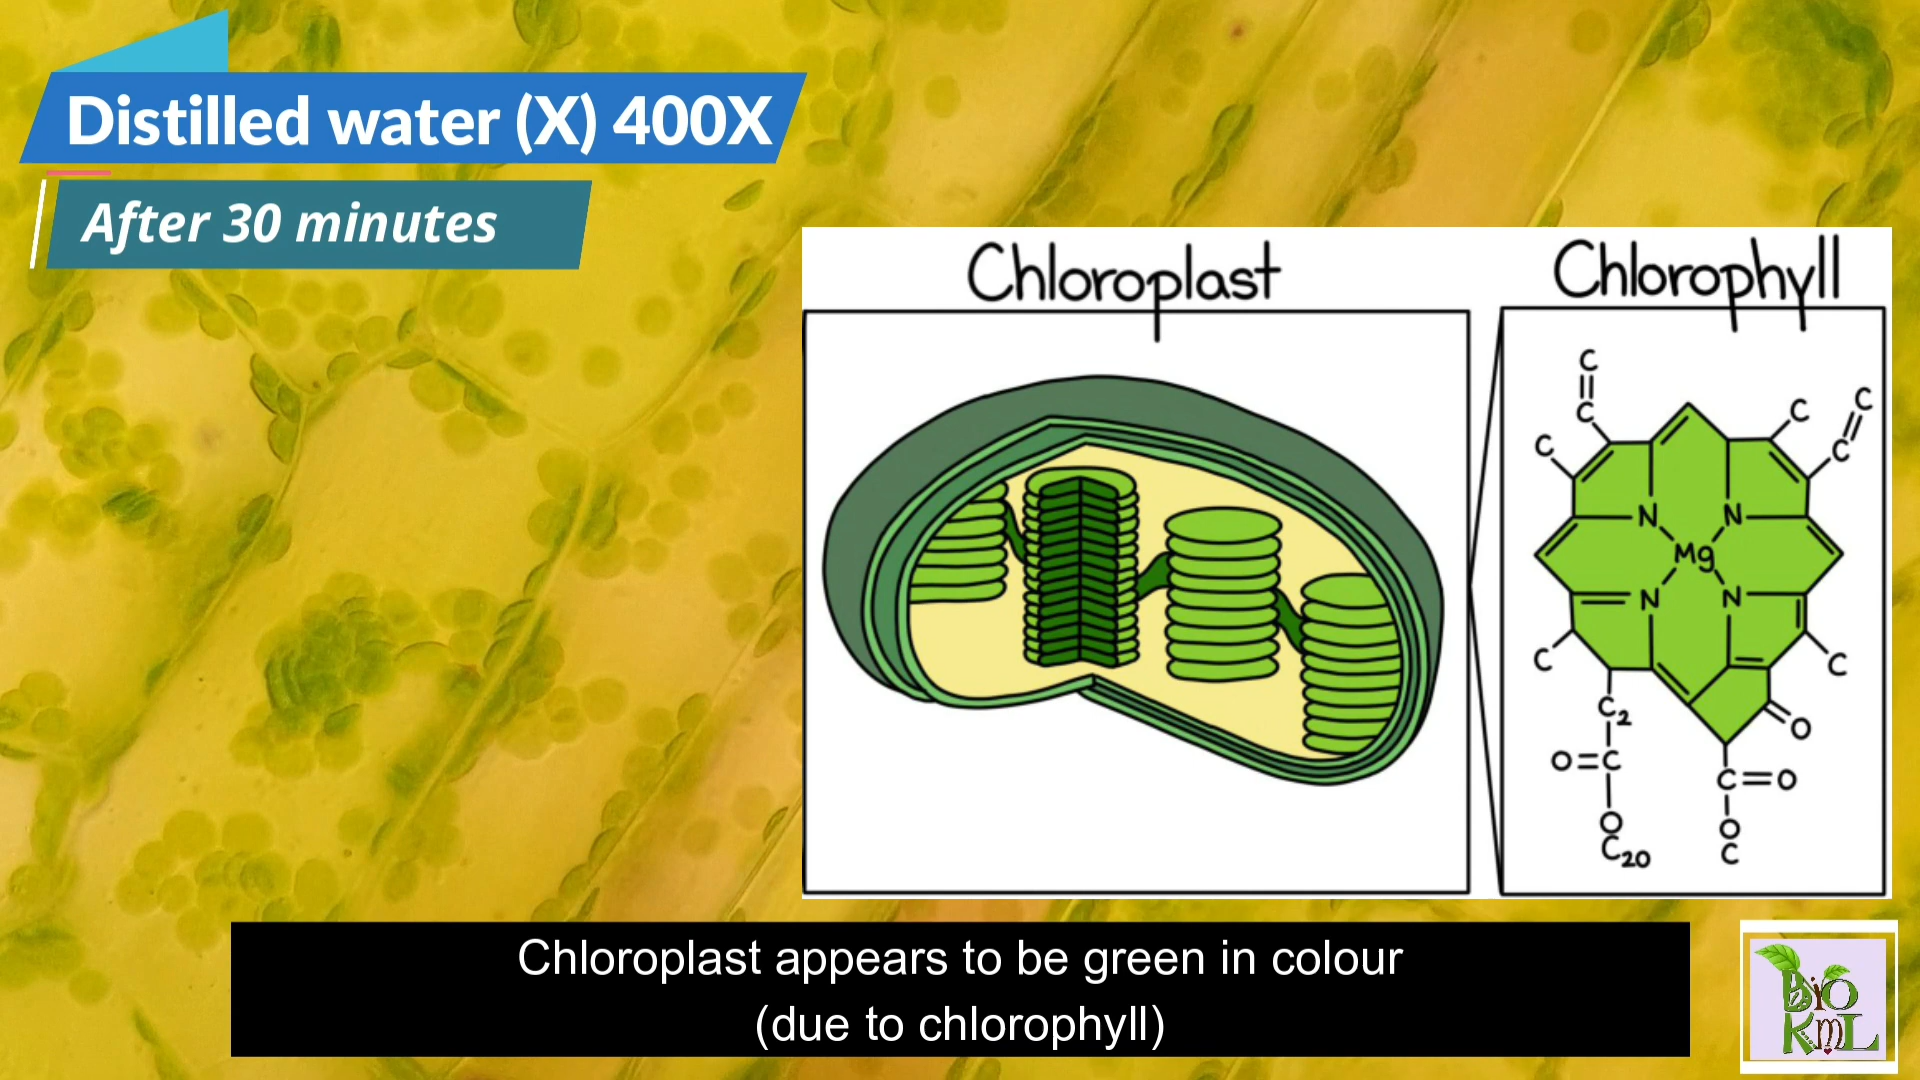 Distilled water (X) 400X
After 30 minutes
Chloroplast
Chlorophyll
C
C
C
C
C
C
N
N
Mg
N
N
C
C
C2
O
O=C
C=O
O
O
C20
C
Chloroplast appears to be green in colour
(due to chlorophyll)
BiO
KmL